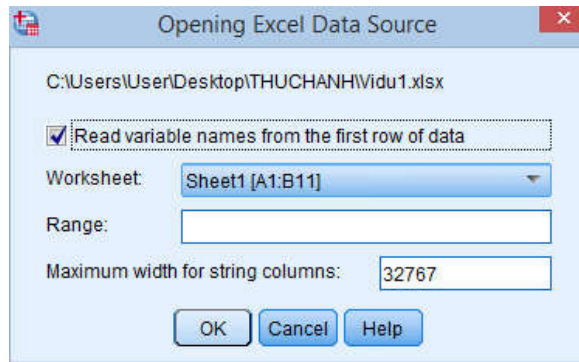 Opening Excel Data Source
C:\Users\User\Desktop\THUCHANH\Vidu1.xlsx
Read variable names from the first row of data
Worksheet: Sheet1 [A1:B11]
Range:
Maximum width for string columns: 32767
OK Cancel Help